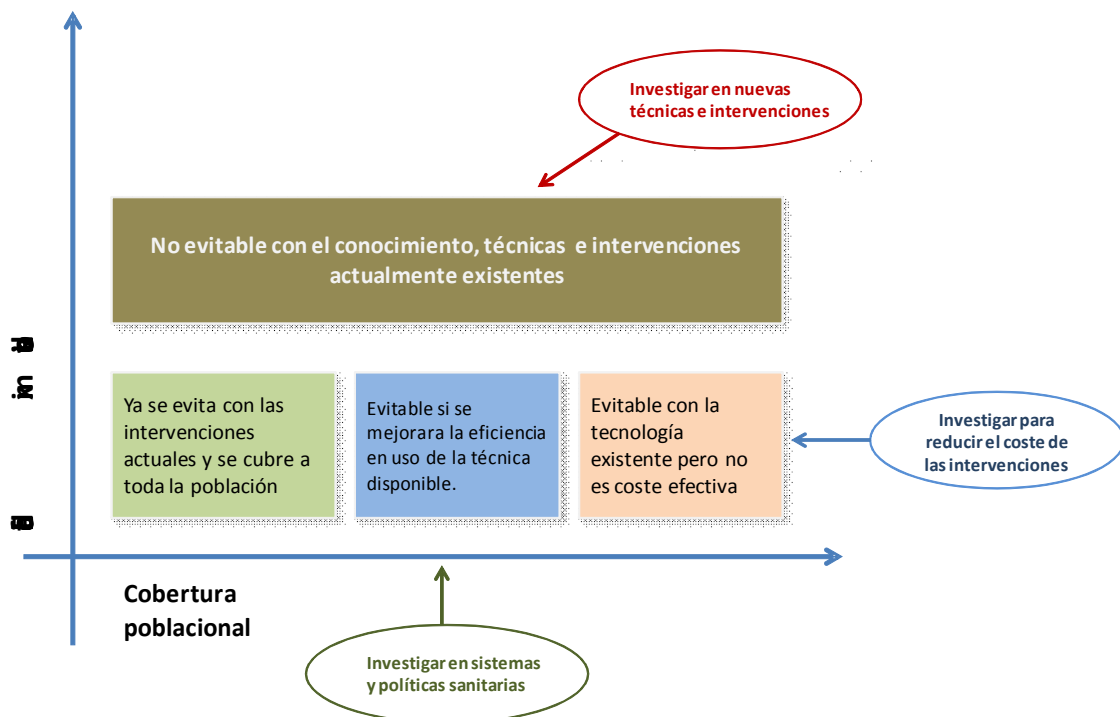 Investigar en nuevas
técnicas e intervenciones
No evitable con el conocimiento, técnicas e intervenciones
actualmente existentes
Ya se evita con las
intervenciones
actuales y se cubre a
toda la población
Evitable si se
mejorara la eficiencia
en uso de la técnica
disponible.
Evitable con la
tecnología
existente pero no
es coste efectiva
Investigar para
reducir el coste de
las intervenciones
Cobertura
poblacional
Investigar en sistemas
y políticas sanitarias